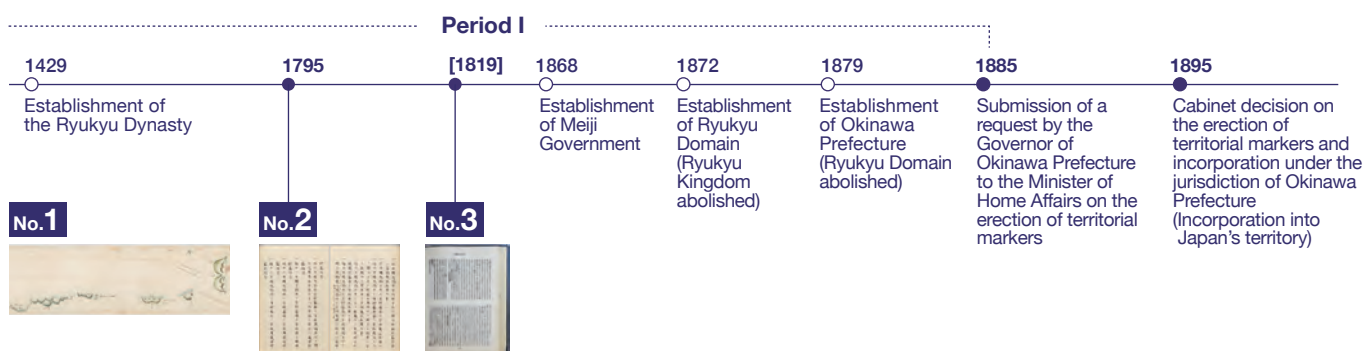 Period I
1429
Establishment of
the Ryukyu Dynasty
1795
[1819]
1868
Establishment
of Meiji
Government
1872
Establishment
of Ryukyu
Domain
(Ryukyu
Kingdom
abolished)
1879
Establishment
of Okinawa
Prefecture
(Ryukyu Domain
abolished)
1885
Submission of a
request by the
Governor of
Okinawa Prefecture
to the Minister of
Home Affairs on the
erection of territorial
markers
1895
Cabinet decision on
the erection of
territorial markers and
incorporation under the
jurisdiction of Okinawa
Prefecture
(Incorporation into
Japan's territory)
No.1
No.2
No.3